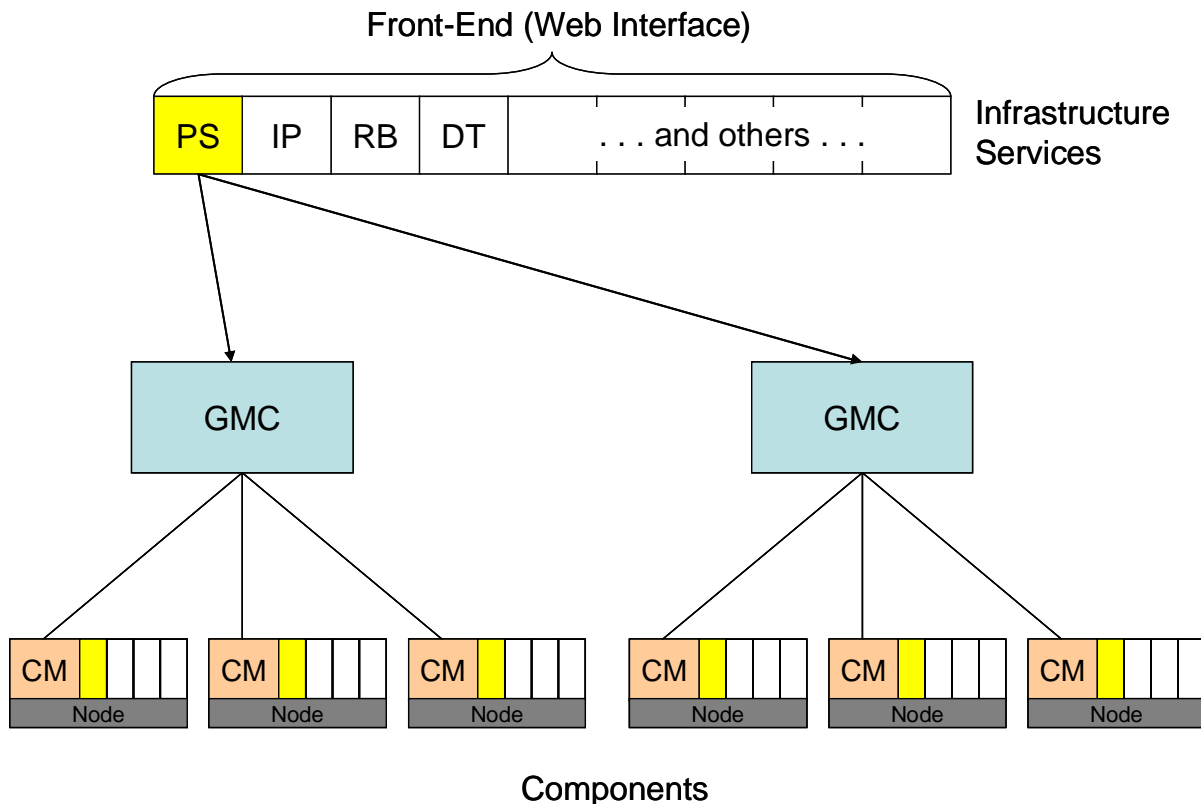 Front-End (Web Interface)
PS IP RB DT . . . and others . . .
Infrastructure
Services
GMC GMC
CM CM CM CM CM CM
Node Node Node Node Node Node
Components